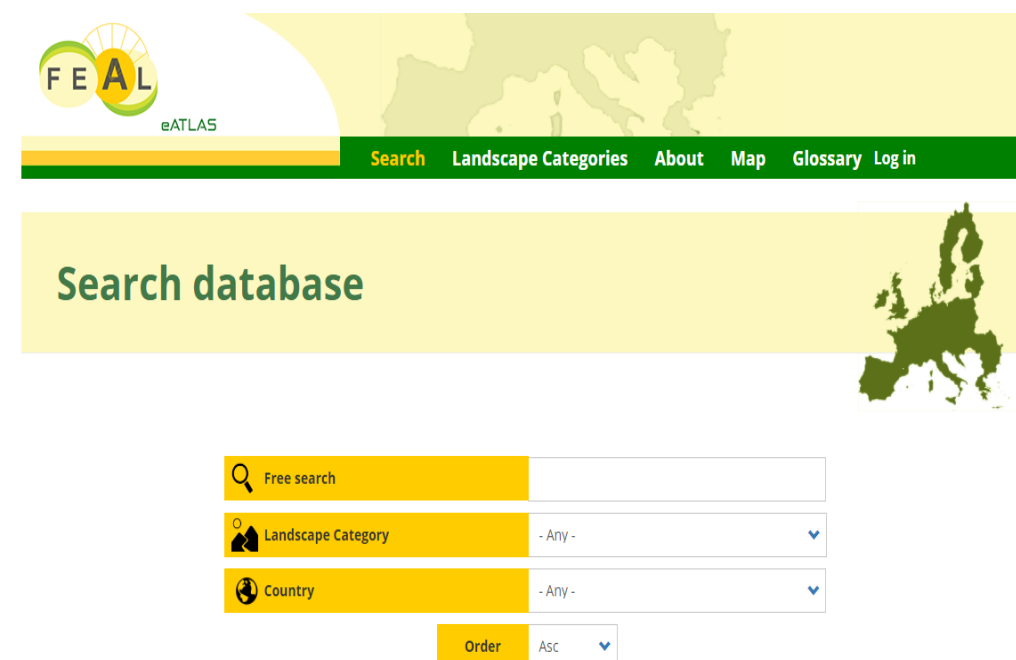 FEAL
eATLAS
Search Landscape Categories About Map Glossary Log in
Search database
Free search
Landscape Category - Any -
Country - Any -
Order Asc